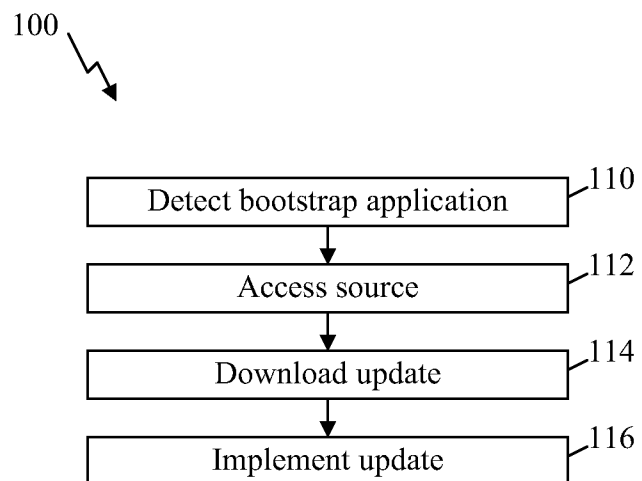 100
Detect bootstrap application
110
Access source
112
Download update
114
Implement update
116